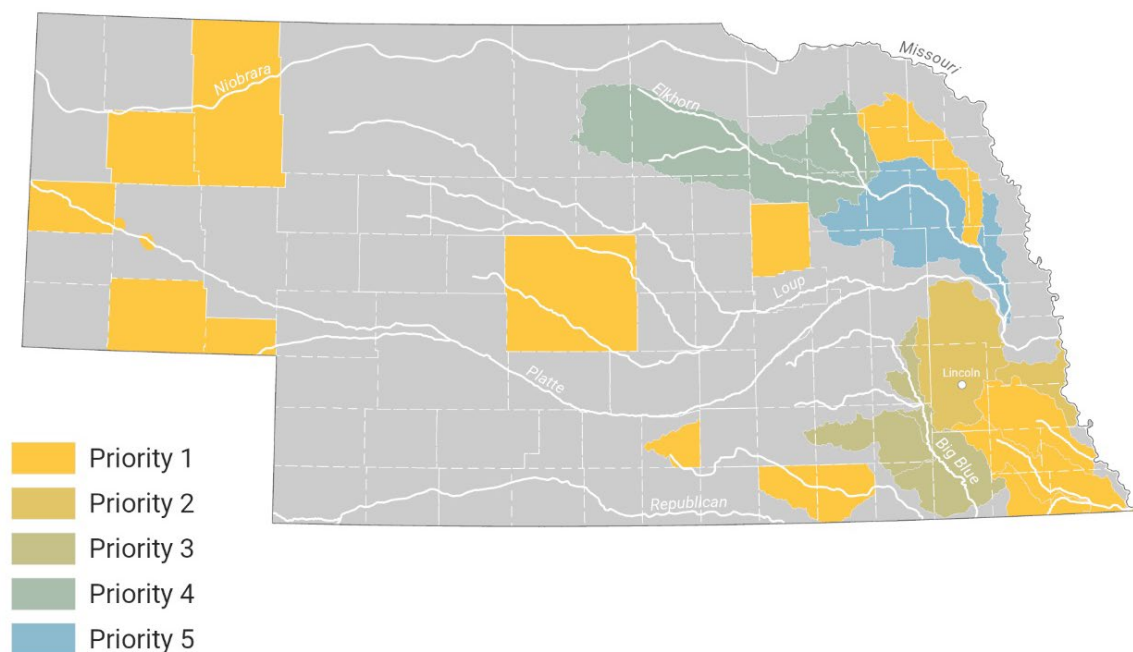 Missouri
Niobrara
Elkhorn
Loup
Platte
Lincoln
Big Blue
Republican
Priority 1
Priority 2
Priority 3
Priority 4
Priority 5